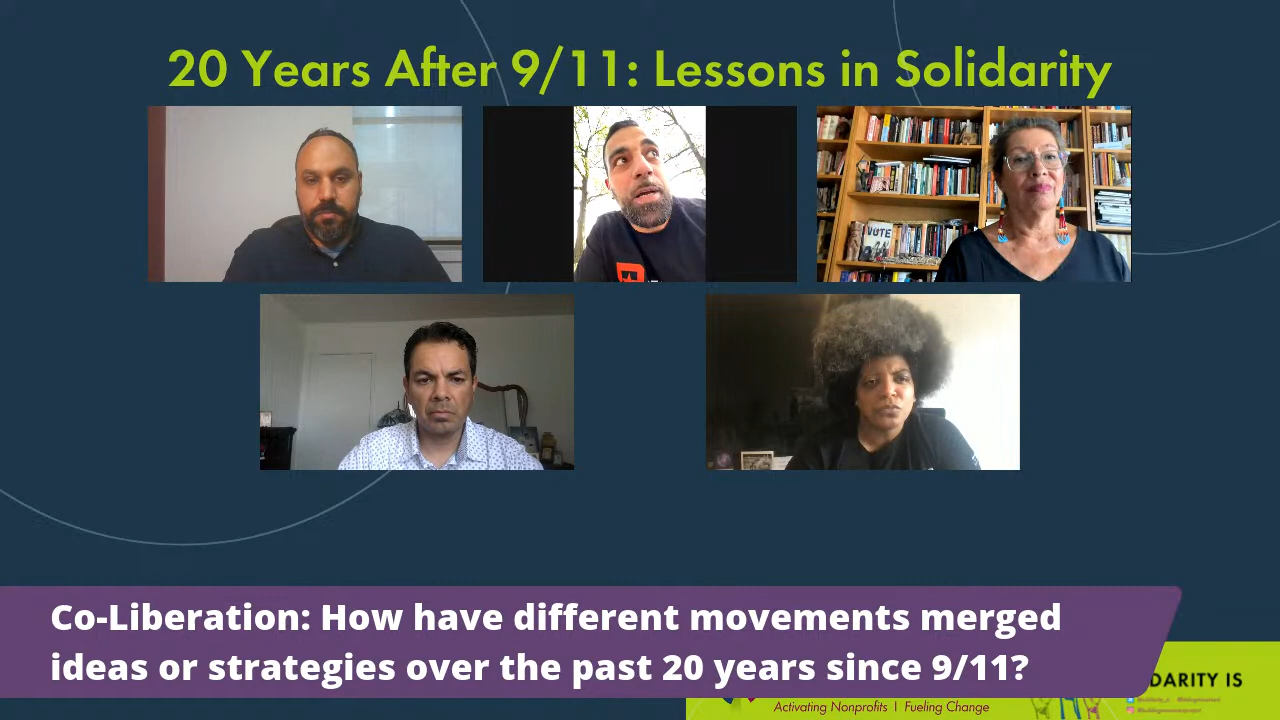 20 Years After 9/11: Lessons in Solidarity
VOTE
Co-Liberation: How have different movements merged
ideas or strategies over the past 20 years since 9/11?
DARITY IS
Activating Nonprofits | Fueling Change